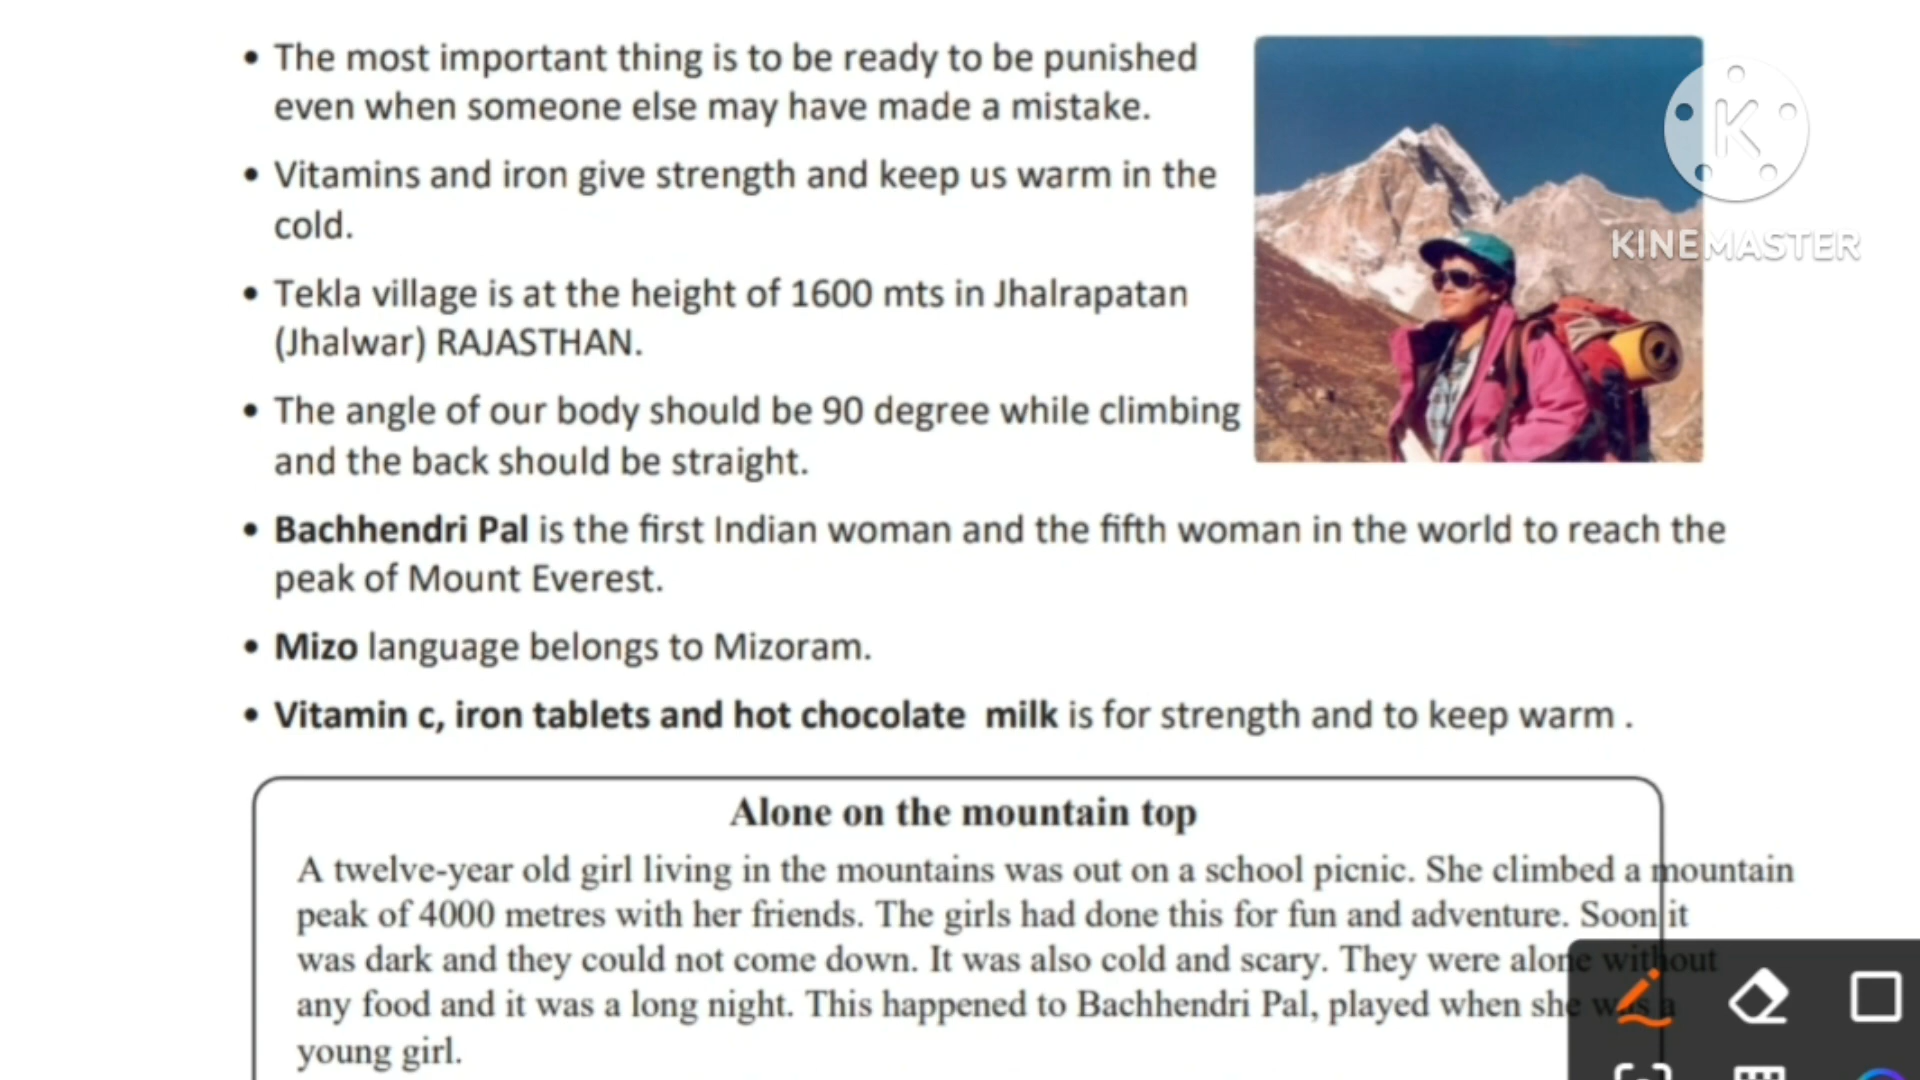 • The most important thing is to be ready to be punished
even when someone else may have made a mistake.
• Vitamins and iron give strength and keep us warm in the
cold.
• Tekla village is at the height of 1600 mts in Jhalrapatan
(Jhalwar) RAJASTHAN.
• The angle of our body should be 90 degree while climbing
and the back should be straight.
K
KINEMASTER
• Bachhendri Pal is the first Indian woman and the fifth woman in the world to reach the
peak of Mount Everest.
• Mizo language belongs to Mizoram.
• Vitamin c, iron tablets and hot chocolate  milk is for strength and to keep warm .
Alone on the mountain top
A twelve-year old girl living in the mountains was out on a school picnic. She climbed a mountain
peak of 4000 metres with her friends. The girls had done this for fun and adventure. Soon it
was dark and they could not come down. It was also cold and scary. They were alone without
any food and it was a long night. This happened to Bachhendri Pal, played when she was a
young girl.